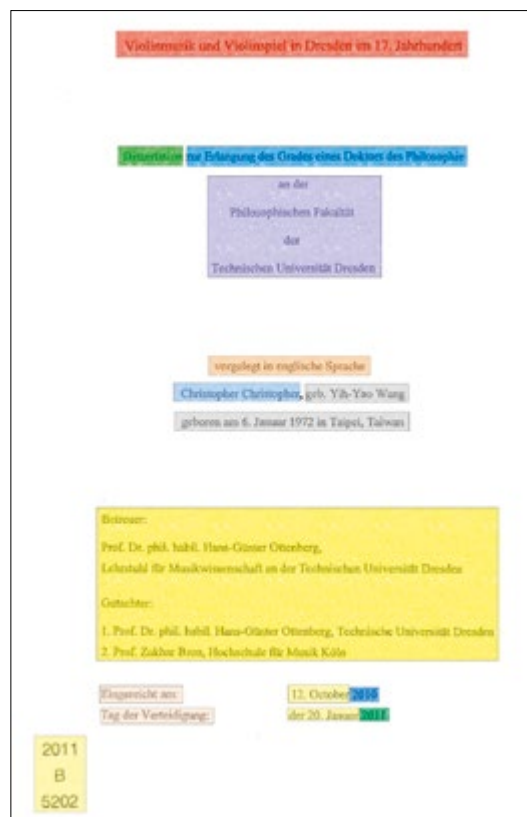 Violinmusik und Violinspiel in Dresden im 17. Jahrhundert
Dissertation zur Erlangung des Grades eines Doktors des Philosophie
an der
Philosophischen Fakultät
der
Technischen Universität Dresden
vorgelegt in englische Sprache
Christopher Christopher, geb. Yih-Yao Wang
geboren am 6. Januar 1972 in Taipei, Taiwan
Betreuer:
Prof. Dr. phil. habil. Hans-Günter Ottenberg,
Lehrstuhl für Musikwissenschaft an der Technischen Universität Dresden
Gutachter:
1. Prof. Dr. phil. habil. Hans-Günter Ottenberg, Technische Universität Dresden
2. Prof. Zakhar Bron, Hochschule für Musik Köln
Eingereicht am: 12. October 2010
Tag der Verteidigung: der 20. Januar 2011
2011
B
5202